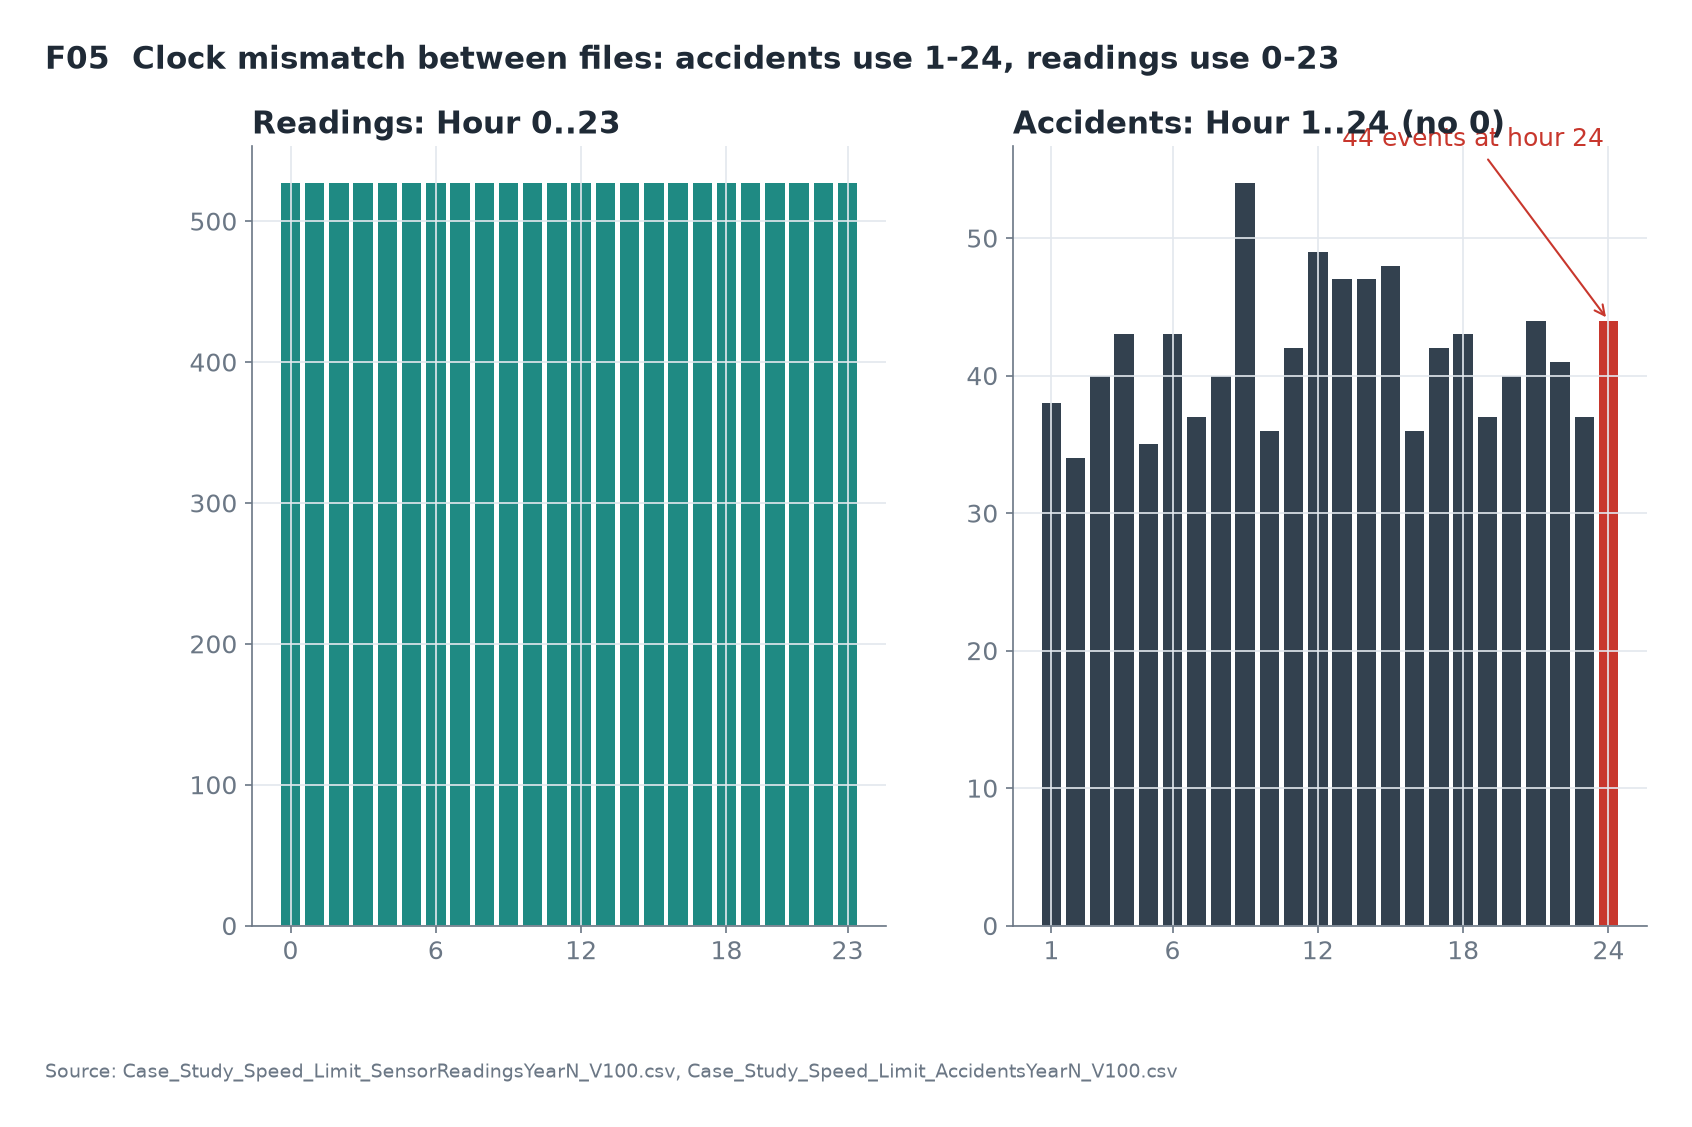 F05  Clock mismatch between files: accidents use 1-24, readings use 0-23
Readings: Hour 0..23
500
400
300
200
100
0
0 6 12 18 23
Accidents: Hour 1..24 (no 0)
44 events at hour 24
50
40
30
20
10
0
1 6 12 18 24
Source: Case_Study_Speed_Limit_SensorReadingsYearN_V100.csv, Case_Study_Speed_Limit_AccidentsYearN_V100.csv